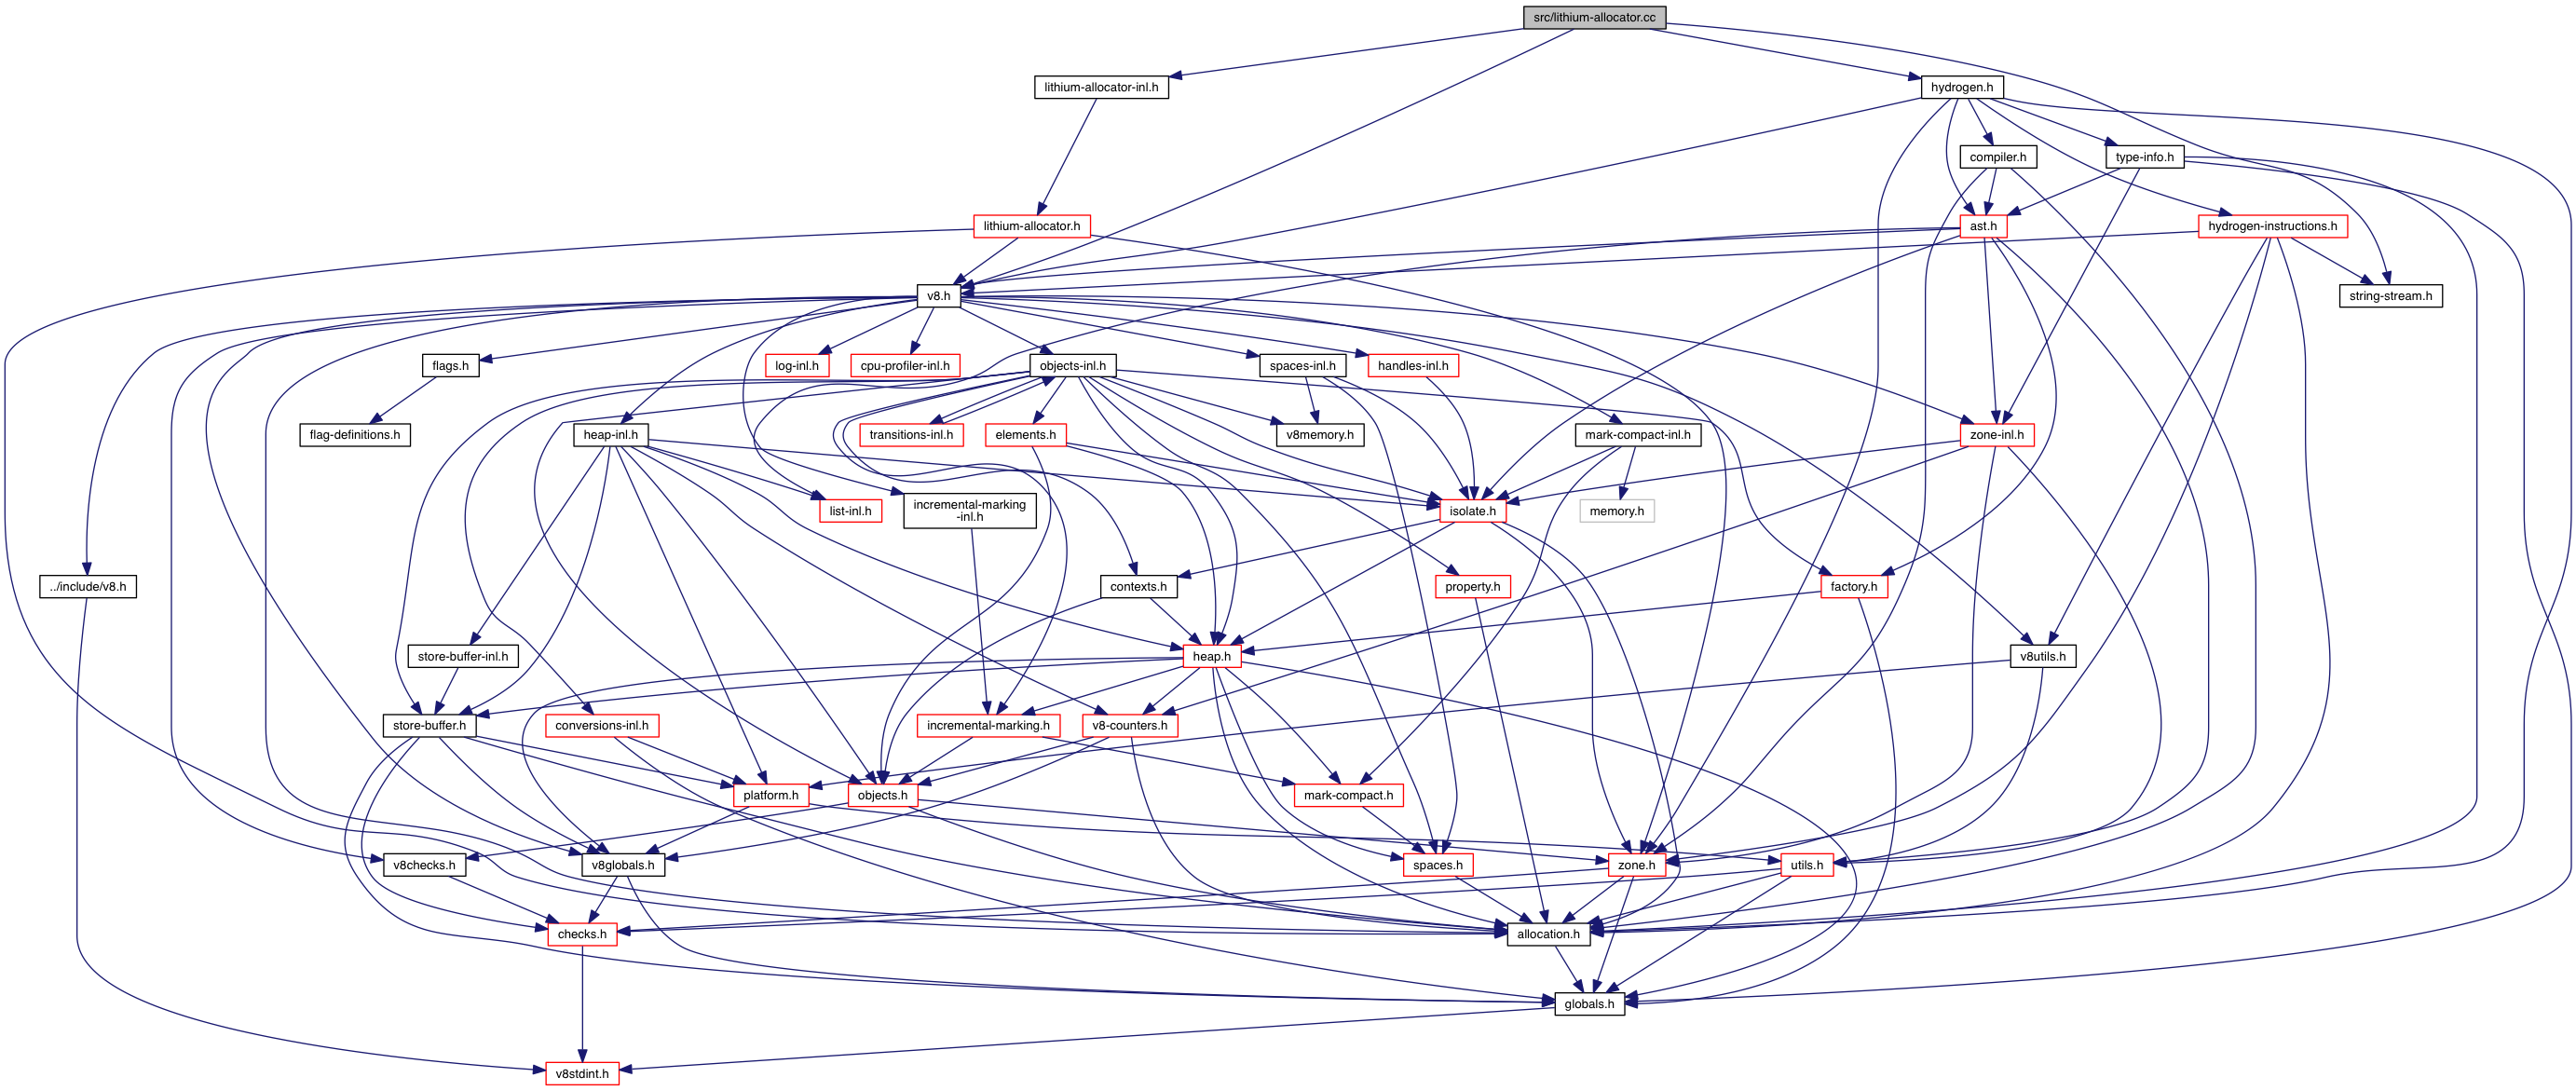 src/lithium-allocator.cc
lithium-allocator-inl.h
hydrogen.h
compiler.h
type-info.h
lithium-allocator.h
ast.h
hydrogen-instructions.h
v8.h
string-stream.h
flags.h
log-inl.h
cpu-profiler-inl.h
objects-inl.h
spaces-inl.h
handles-inl.h
flag-definitions.h
heap-inl.h
transitions-inl.h
elements.h
v8memory.h
mark-compact-inl.h
zone-inl.h
list-inl.h
incremental-marking
-inl.h
isolate.h
memory.h
../include/v8.h
contexts.h
property.h
factory.h
store-buffer-inl.h
heap.h
v8utils.h
store-buffer.h
conversions-inl.h
incremental-marking.h
v8-counters.h
platform.h
objects.h
mark-compact.h
v8checks.h
v8globals.h
spaces.h
zone.h
utils.h
checks.h
allocation.h
globals.h
v8stdint.h